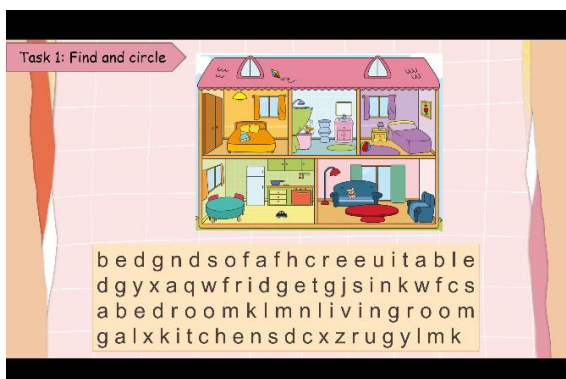 Task 1: Find and circle
b e d g n d s o f a f h c r e e u i t a b l e
d g y x a q w f r i d g e t g j s i n k w f c s
a b e d r o o m k l m n l i v i n g r o o m
g a l x k i t c h e n s d c x z r u g y l m k